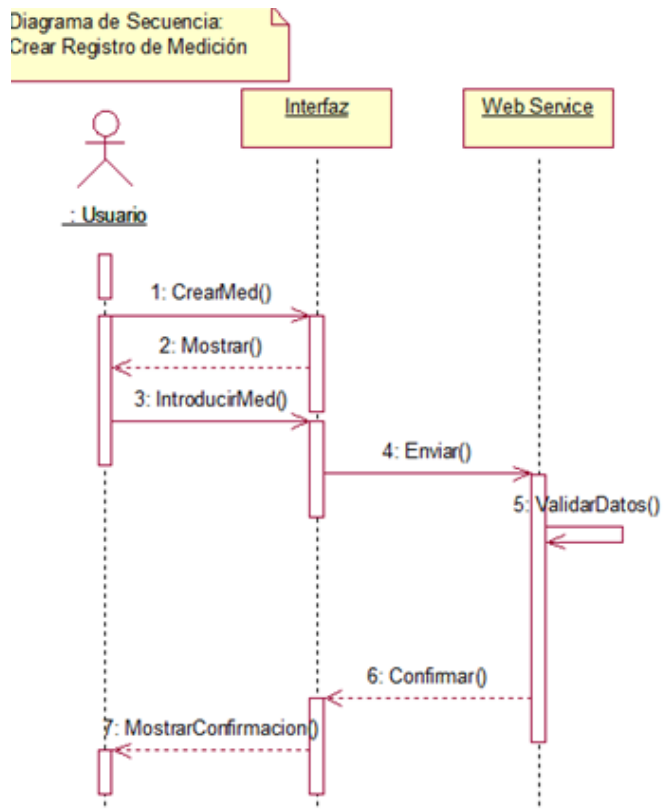 Diagrama de Secuencia:
Crear Registro de Medición
Interfaz
Web Service
: Usuario
1: CrearMed()
2: Mostrar()
3: IntroducirMed()
4: Enviar()
5: ValidarDatos()
6: Confirmar()
7: MostrarConfirmacion()